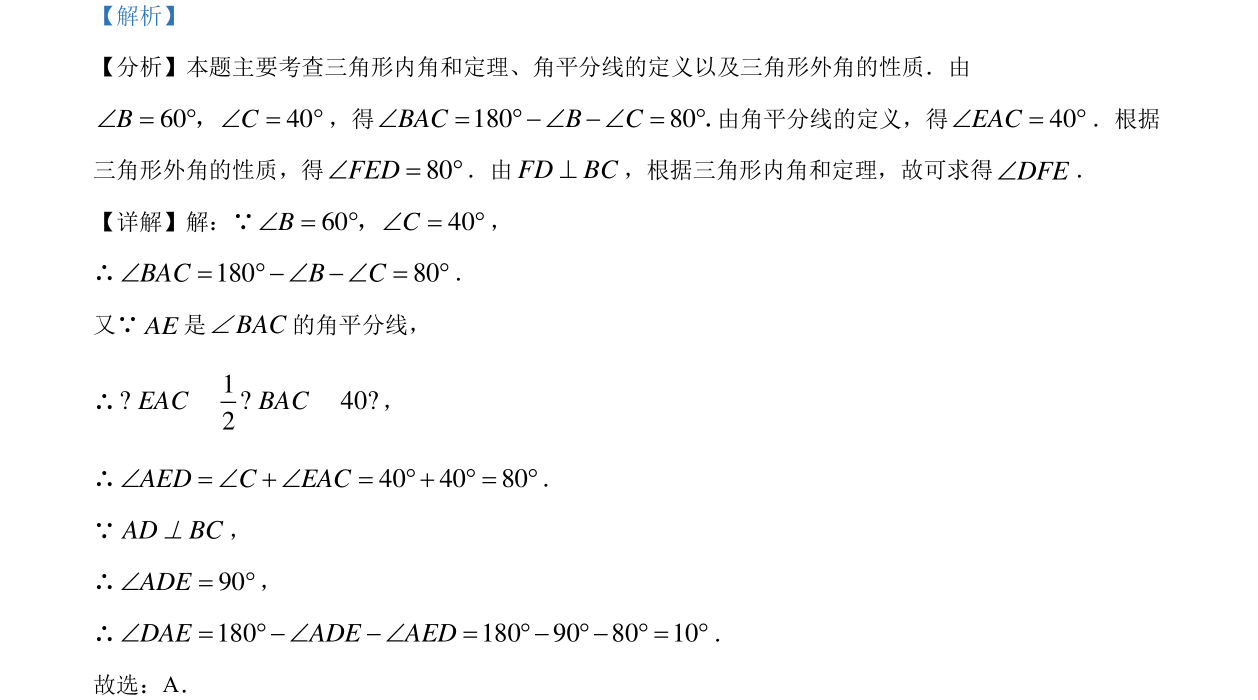 【解析】
【分析】本题主要考查三角形内角和定理、角平分线的定义以及三角形外角的性质．由
∠B＝60°，∠C＝40°，得∠BAC＝180°－∠B－∠C＝80°.由角平分线的定义，得∠EAC＝40°．根据
三角形外角的性质，得∠FED＝80°．由 FD⊥BC，根据三角形内角和定理，故可求得∠DFE．
【详解】解：∵∠B＝60°，∠C＝40°，
∴∠BAC＝180°－∠B－∠C＝80°．
又∵ AE 是∠BAC 的角平分线，
∴? EAC 1/2 ? BAC 40?，
∴∠AED＝∠C＋∠EAC＝40°＋40°＝80°．
∵ AD⊥BC，
∴∠ADE＝90°，
∴∠DAE＝180°－∠ADE－∠AED＝180°－90°－80°＝10°．
故选：A．